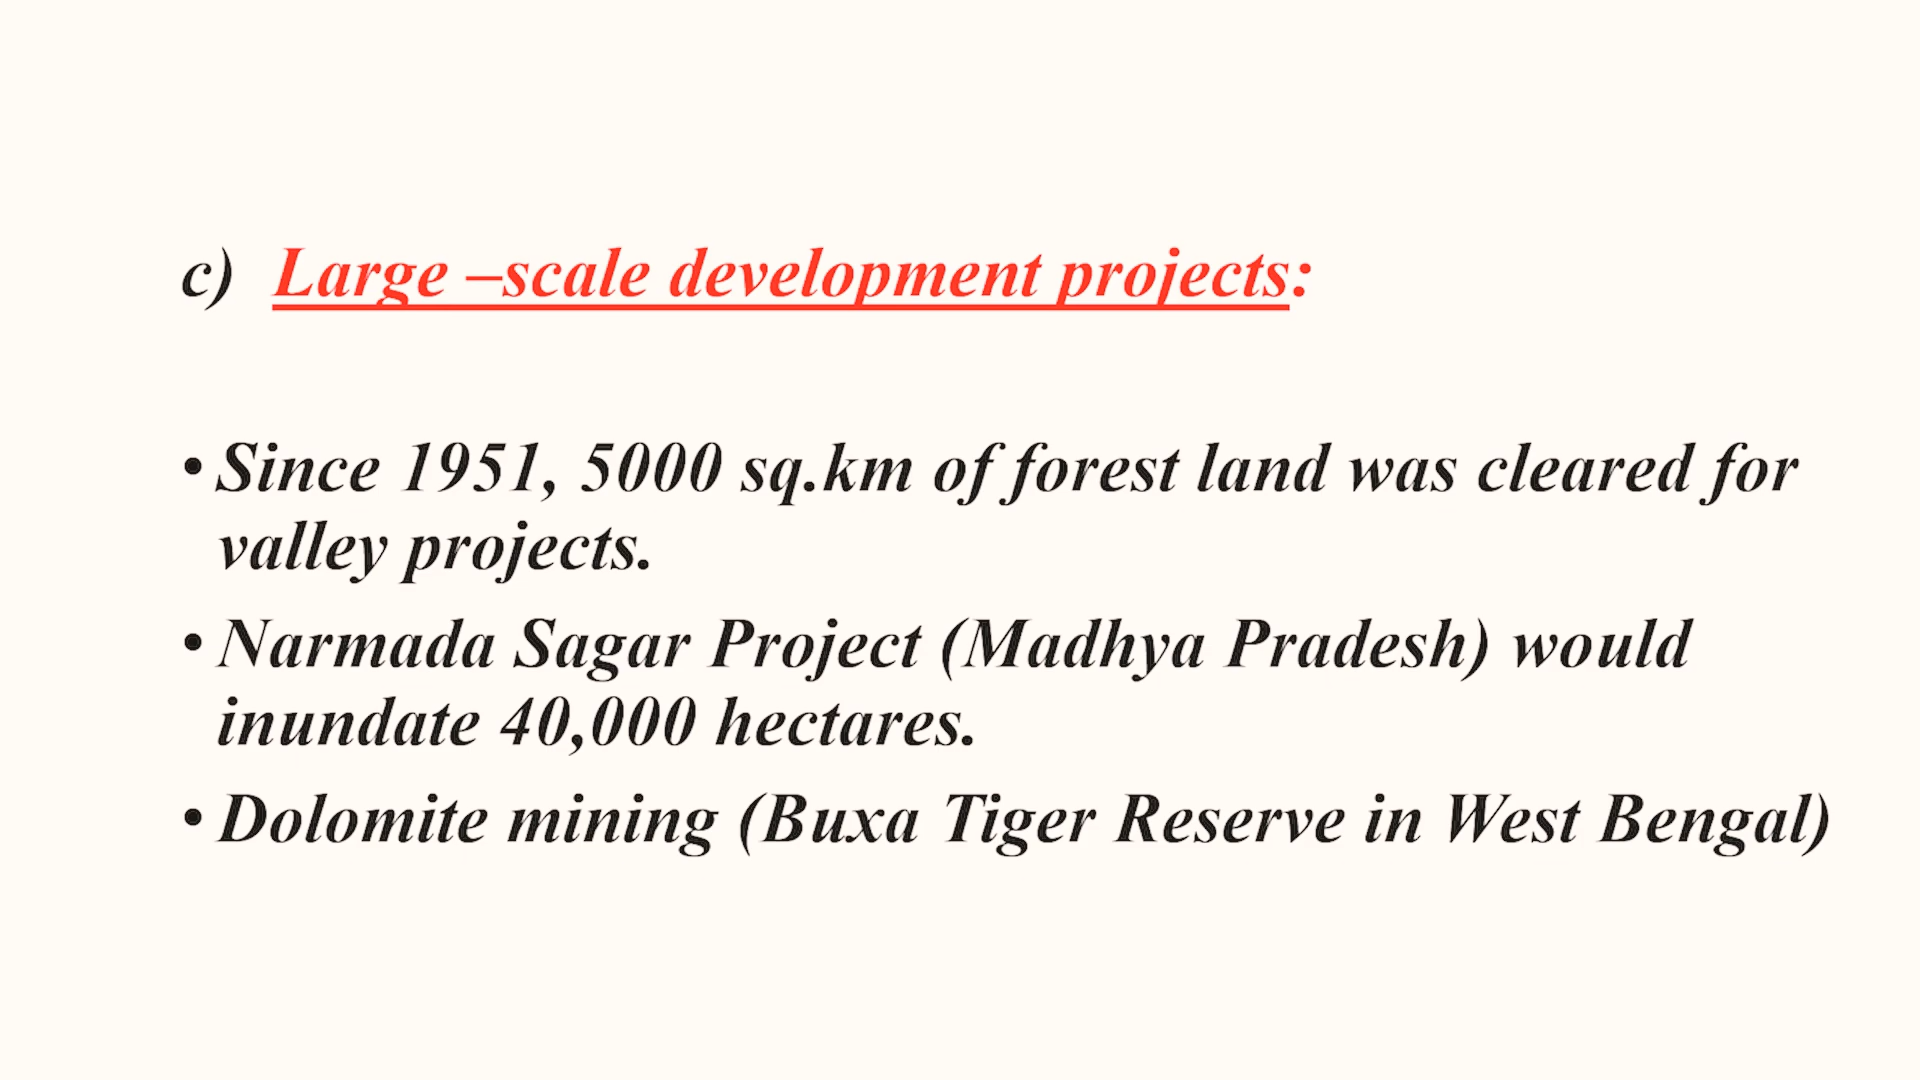 c) Large –scale development projects:
• Since 1951, 5000 sq.km of forest land was cleared for
valley projects.
• Narmada Sagar Project (Madhya Pradesh) would
inundate 40,000 hectares.
• Dolomite mining (Buxa Tiger Reserve in West Bengal)